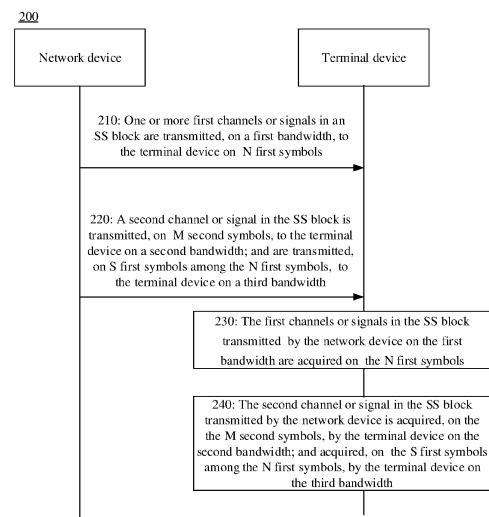 200
Network device
Terminal device
210: One or more first channels or signals in an
SS block are transmitted, on a first bandwidth, to
the terminal device on N first symbols
220: A second channel or signal in the SS block is
transmitted, on M second symbols, to the terminal
device on a second bandwidth; and are transmitted,
on S first symbols among the N first symbols, to
the terminal device on a third bandwidth
230: The first channels or signals in the SS block
transmitted by the network device on the first
bandwidth are acquired on the N first symbols
240: The second channel or signal in the SS block
transmitted by the network device is acquired, on the
the M second symbols, by the terminal device on the
second bandwidth; and acquired, on the S first symbols
among the N first symbols, by the terminal device on
the third bandwidth